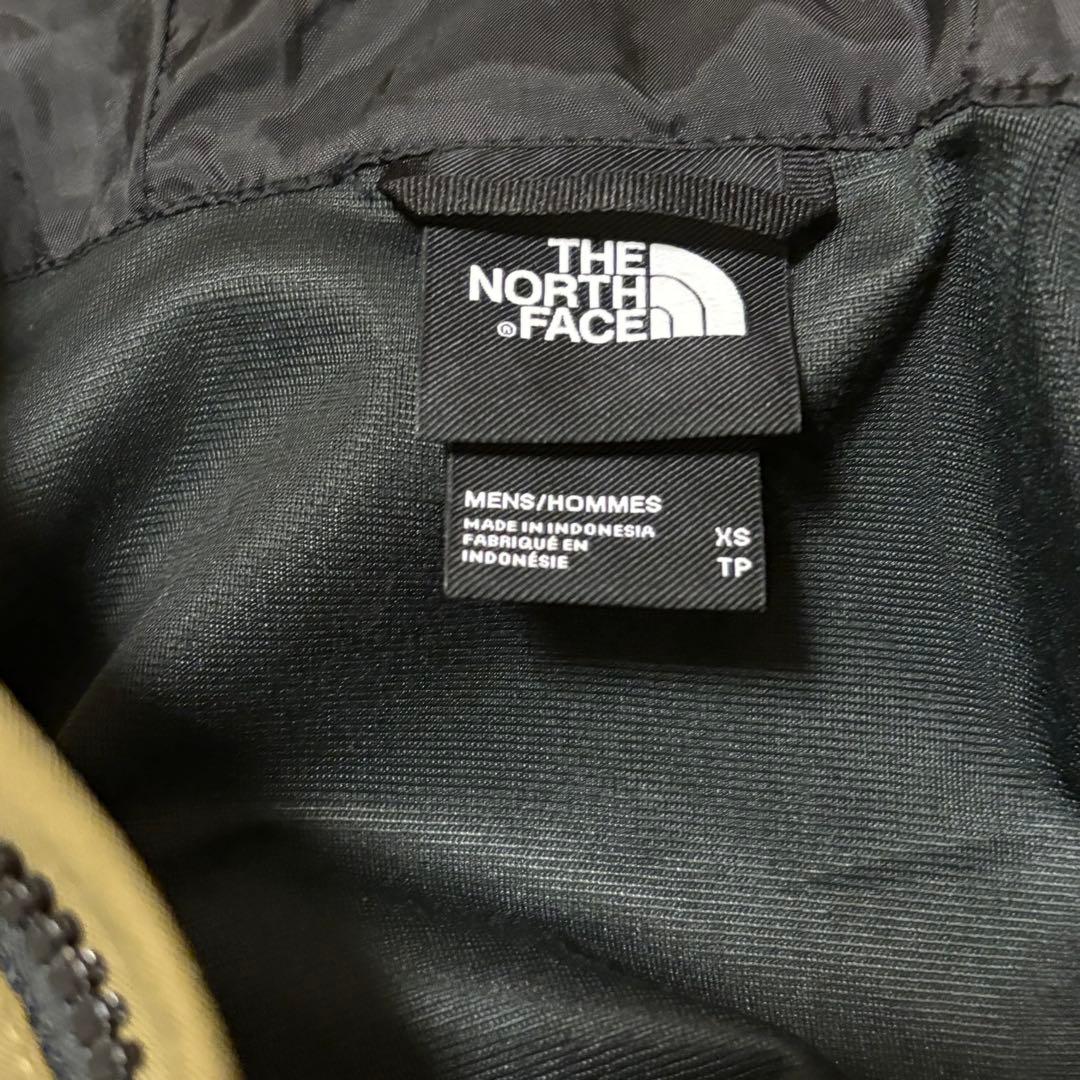 THE
NORTH
®FACE
MENS/HOMMES
MADE IN INDONESIA
FABRIQUÉ EN
INDONÉSIE
XS
TP